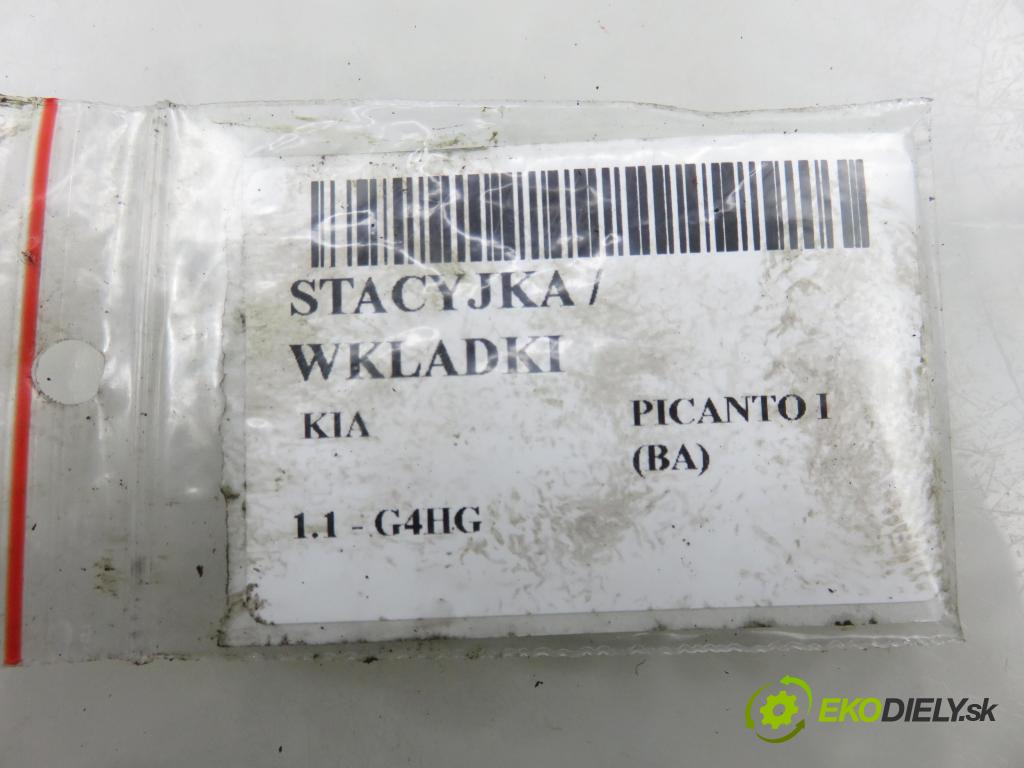 STACYJKA /
WKLADKI
KIA
PICANTO I
(BA)
1.1 - G4HG
EKODIELY.sk